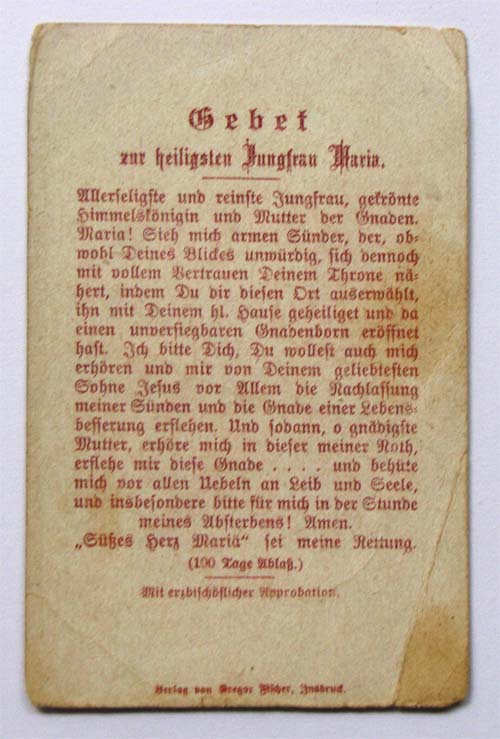 Gebet
zur heiligsten Jungfrau Maria.
Allerseligste und reinste Jungfrau, gekrönte
Himmelskönigin und Mutter der Gnaden.
Maria! Sieh mich armen Sünder, der, ob-
wohl Deines Blickes unwürdig, sich dennoch
mit vollem Vertrauen Deinem Throne nä-
hert, indem Du dir diesen Ort auserwählt,
ihn mit Deinem hl. Hause geheiliget und da
einen unversiegbaren Gnadenborn eröffnet
hast. Ich bitte Dich, Du wollest auch mich
erhören und mir von Deinem geliebtesten
Sohne Jesus vor Allem die Nachlassung
meiner Sünden und die Gnade einer Lebens-
besserung erflehen. Und sodann, o gnädigste
Mutter, erhöre mich in dieser meiner Noth,
erflehe mir diese Gnade . . . . und behüte
mich vor allen Uebeln an Leib und Seele,
und insbesondere bitte für mich in der Stunde
meines Absterbens! Amen.
„Süßes Herz Mariä“ sei meine Rettung.
(100 Tage Ablaß.)
Mit erzbischöflicher Approbation.
Verlag von Gregor Fischer, Innsbruck.